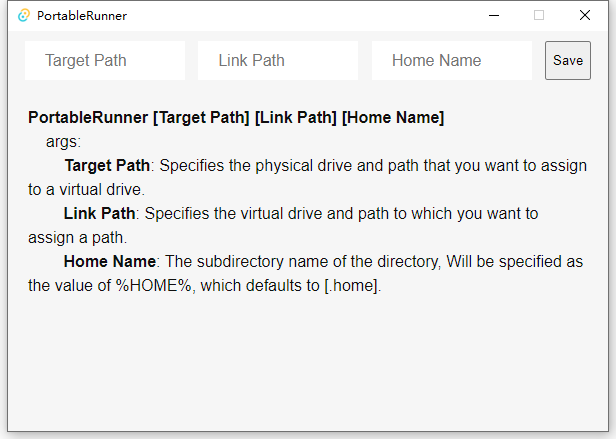 PortableRunner
Target Path Link Path Home Name Save
PortableRunner [Target Path] [Link Path] [Home Name]
args:
Target Path: Specifies the physical drive and path that you want to assign
to a virtual drive.
Link Path: Specifies the virtual drive and path to which you want to
assign a path.
Home Name: The subdirectory name of the directory, Will be specified as
the value of %HOME%, which defaults to [.home].